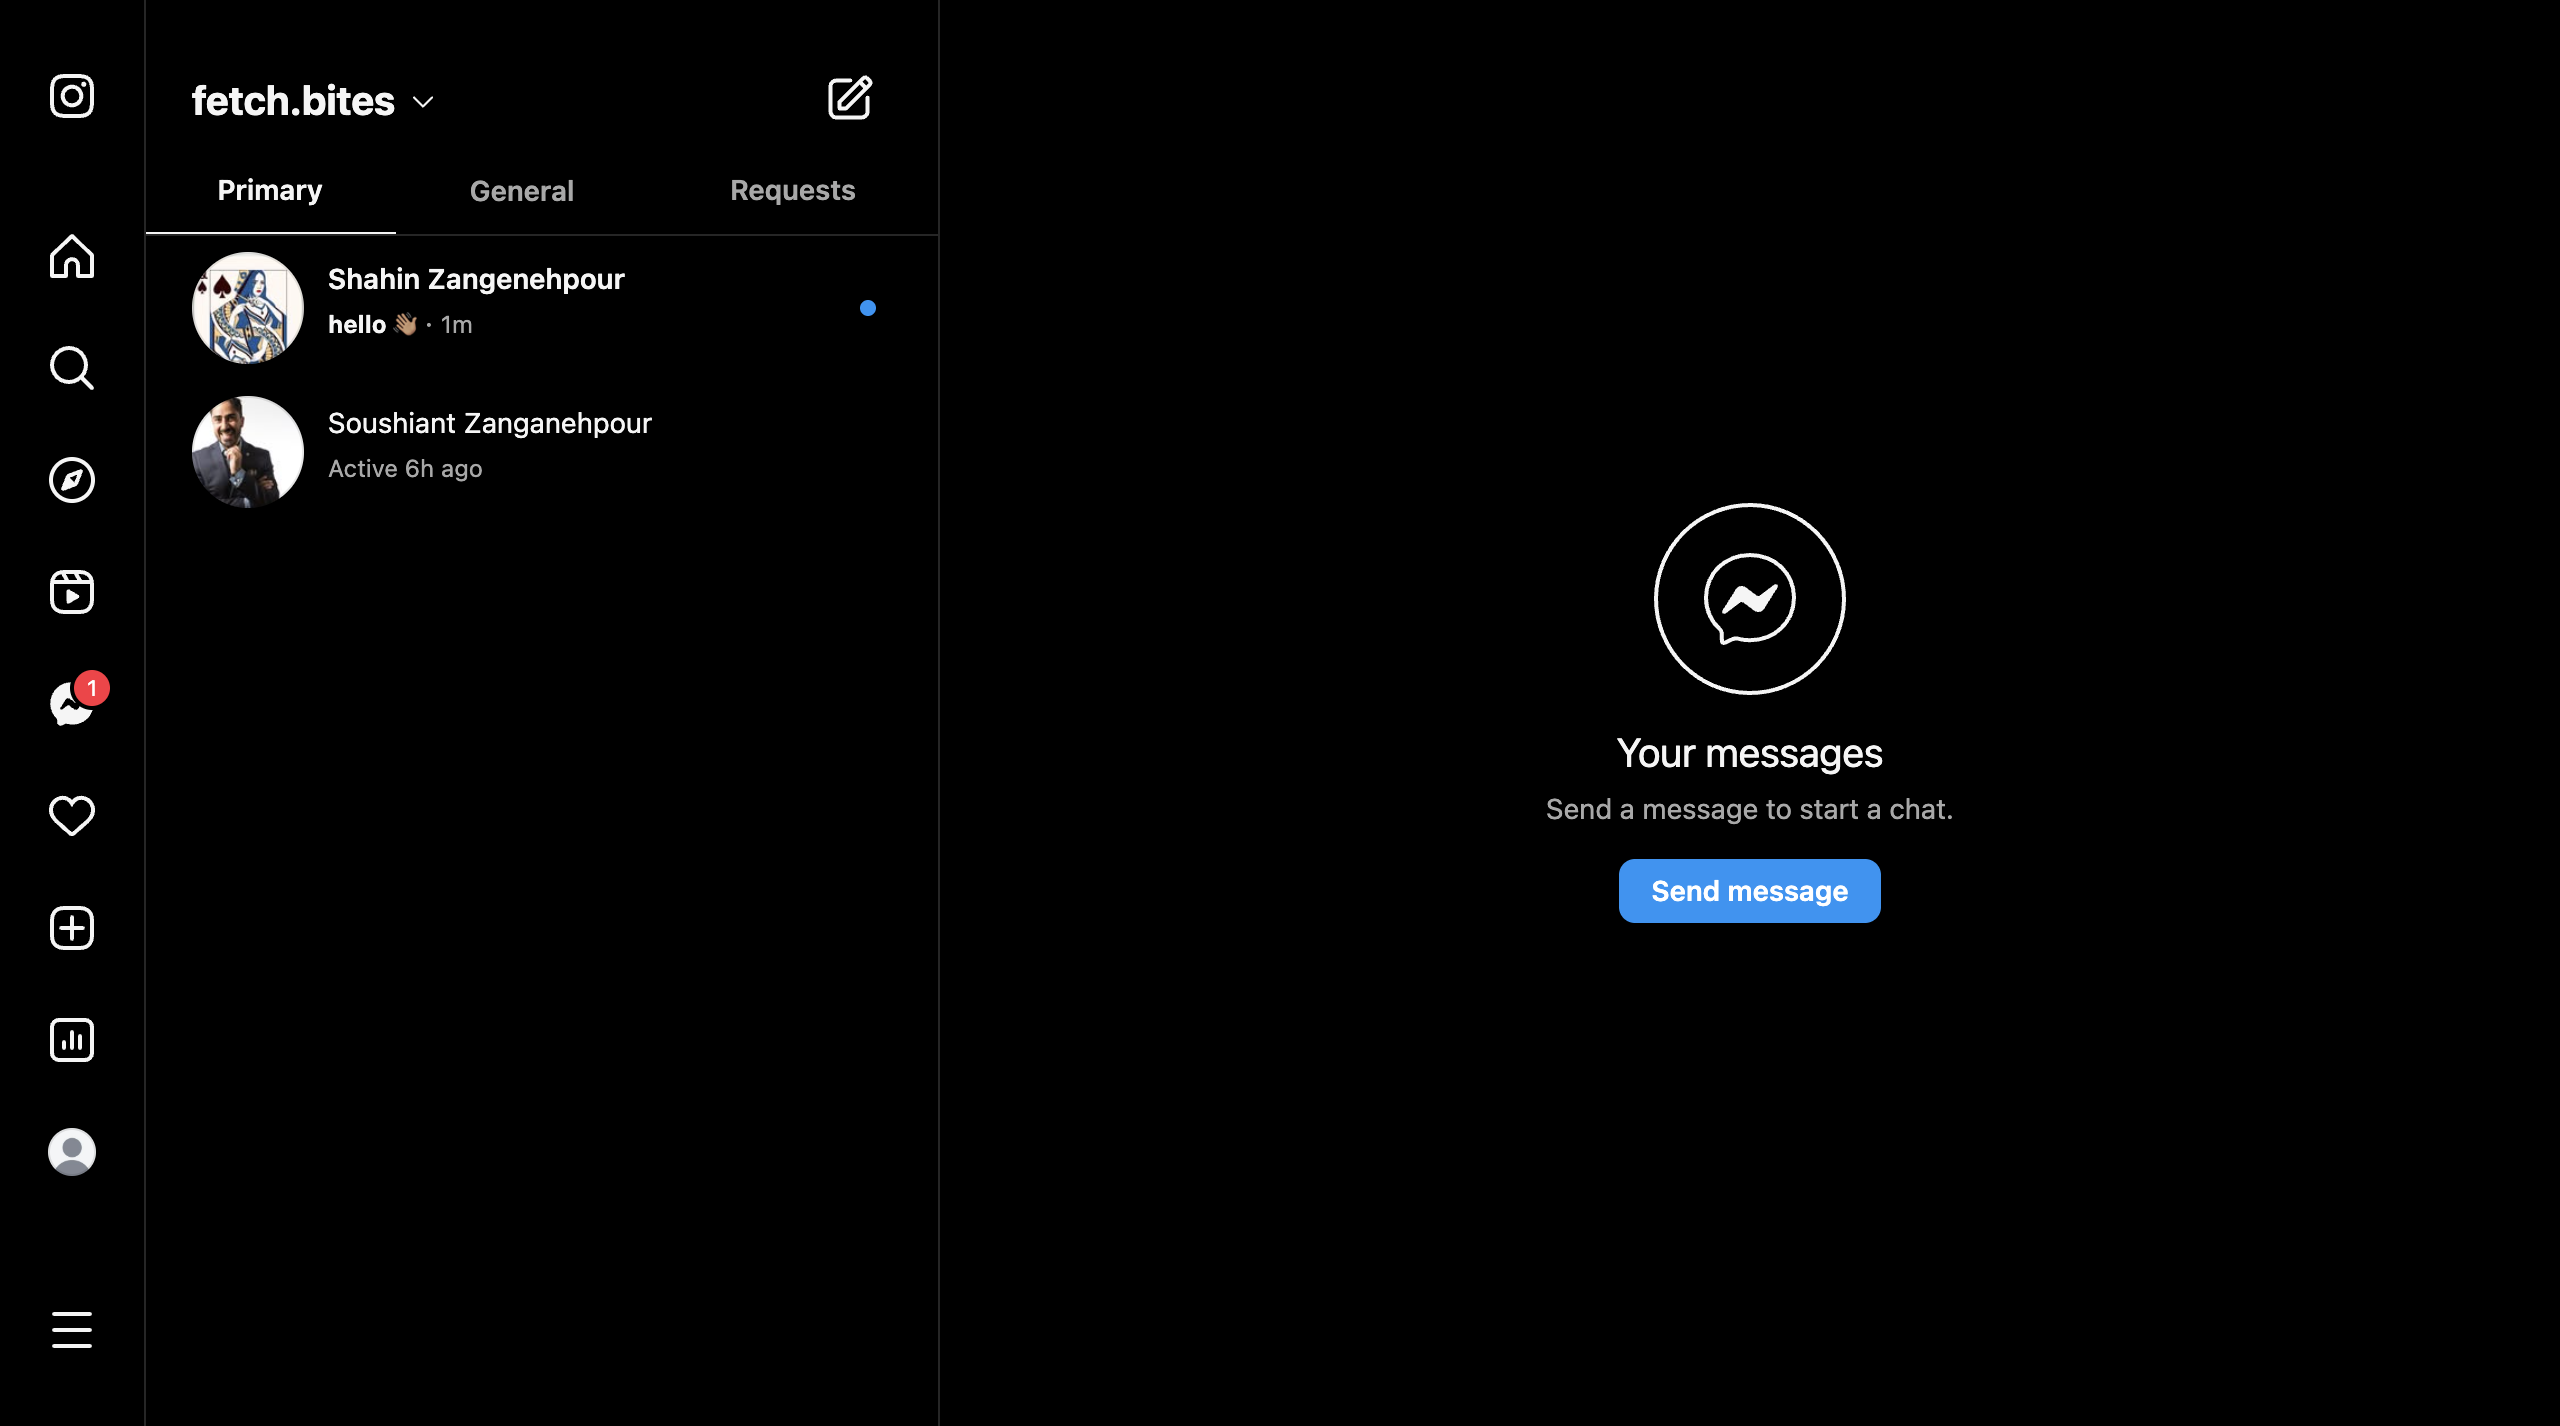 fetch.bites
Primary
General
Requests
Shahin Zangenehpour
hello 👋🏽 · 1m
Soushiant Zanganehpour
Active 6h ago
1
Your messages
Send a message to start a chat.
Send message